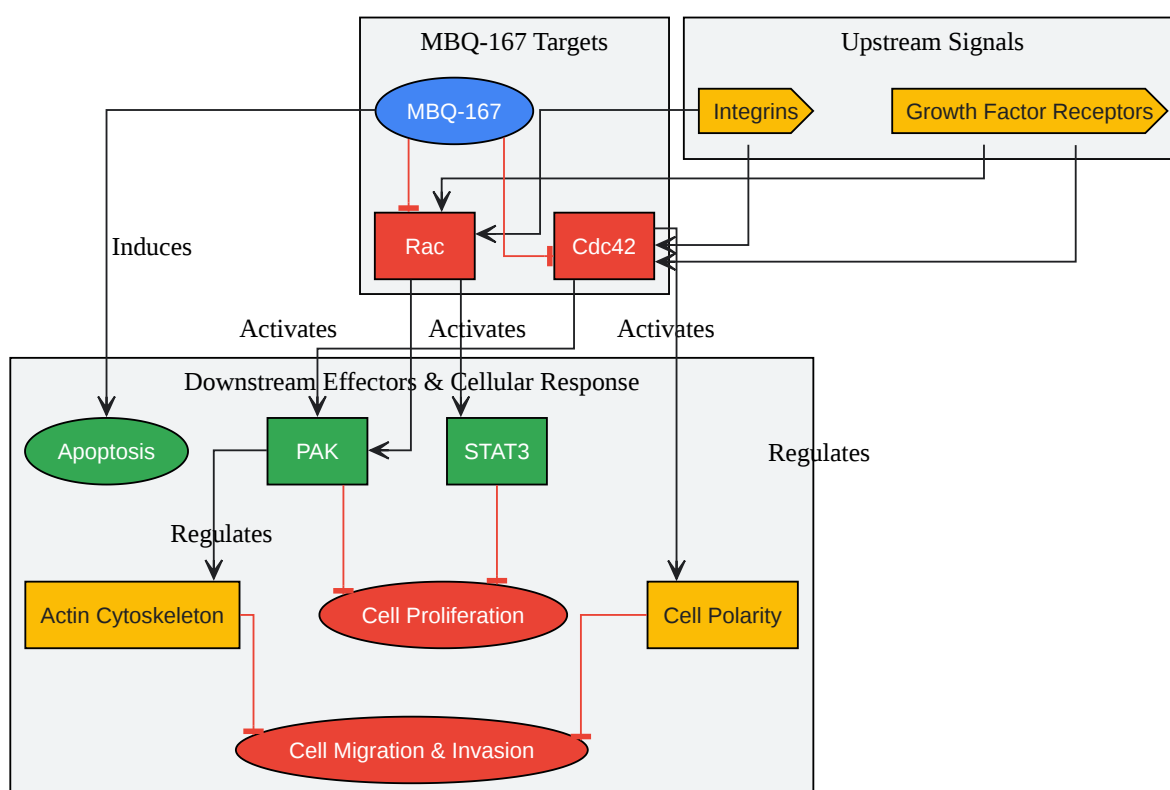 MBQ-167 Targets
Upstream Signals
MBQ-167
Integrins
Growth Factor Receptors
Induces
Rac
Cdc42
Activates
Activates
Activates
Downstream Effectors & Cellular Response
Apoptosis
PAK
STAT3
Regulates
Regulates
Actin Cytoskeleton
Cell Proliferation
Cell Polarity
Cell Migration & Invasion